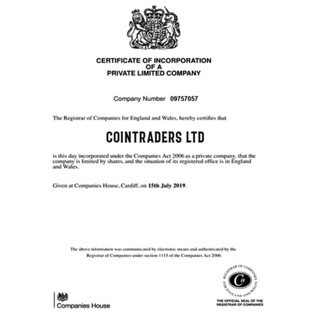 CERTIFICATE OF INCORPORATION
OF A
PRIVATE LIMITED COMPANY
Company Number 09757057
The Registrar of Companies for England and Wales, hereby certifies that
COINTRADERS LTD
is this day incorporated under the Companies Act 2006 as a private company, that the
company is limited by shares, and the situation of its registered office is in England
and Wales.
Given at Companies House, Cardiff, on 15th July 2019.
The above information was communicated by electronic means and authenticated by the
Registrar of Companies under section 1115 of the Companies Act 2006
Companies House
THE OFFICIAL SEAL OF THE
REGISTRAR OF COMPANIES